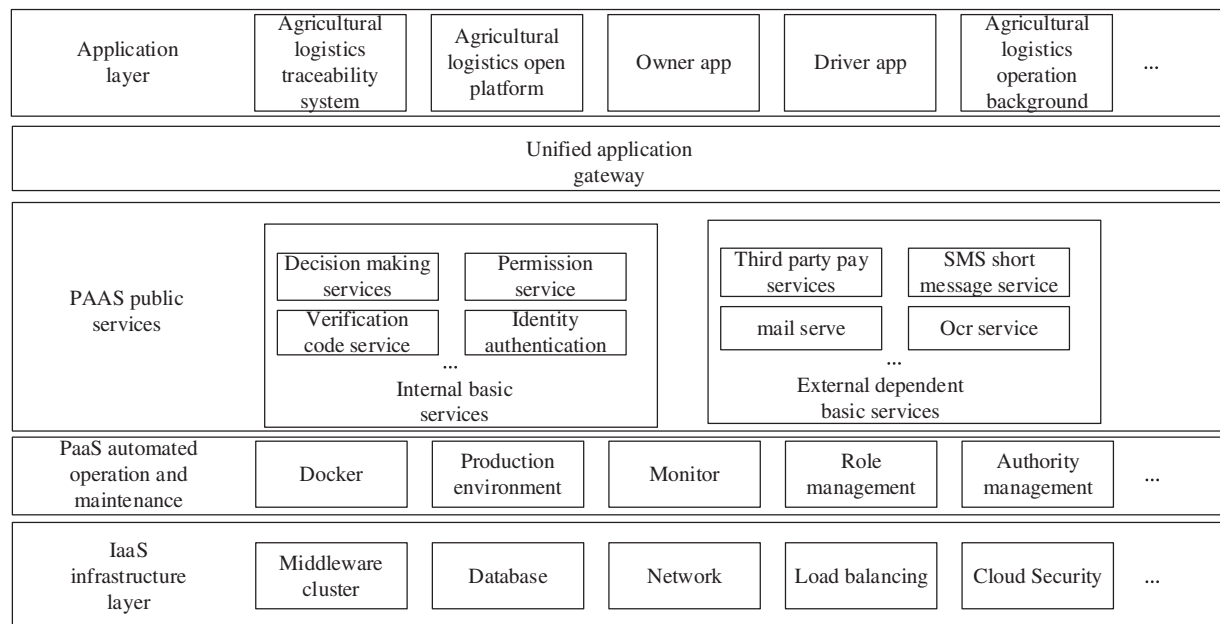 Application
layer
Agricultural
logistics
traceability
system
Agricultural
logistics open
platform
Owner app
Driver app
Agricultural
logistics
operation
background
...
Unified application
gateway
PAAS public
services
Decision making
services
Permission
service
Verification
code service
Identity
authentication
...
Internal basic
services
Third party pay
services
SMS short
message service
mail serve
Ocr service
...
External dependent
basic services
PaaS automated
operation and
maintenance
Docker
Production
environment
Monitor
Role
management
Authority
management
...
IaaS
infrastructure
layer
Middleware
cluster
Database
Network
Load balancing
Cloud Security
...